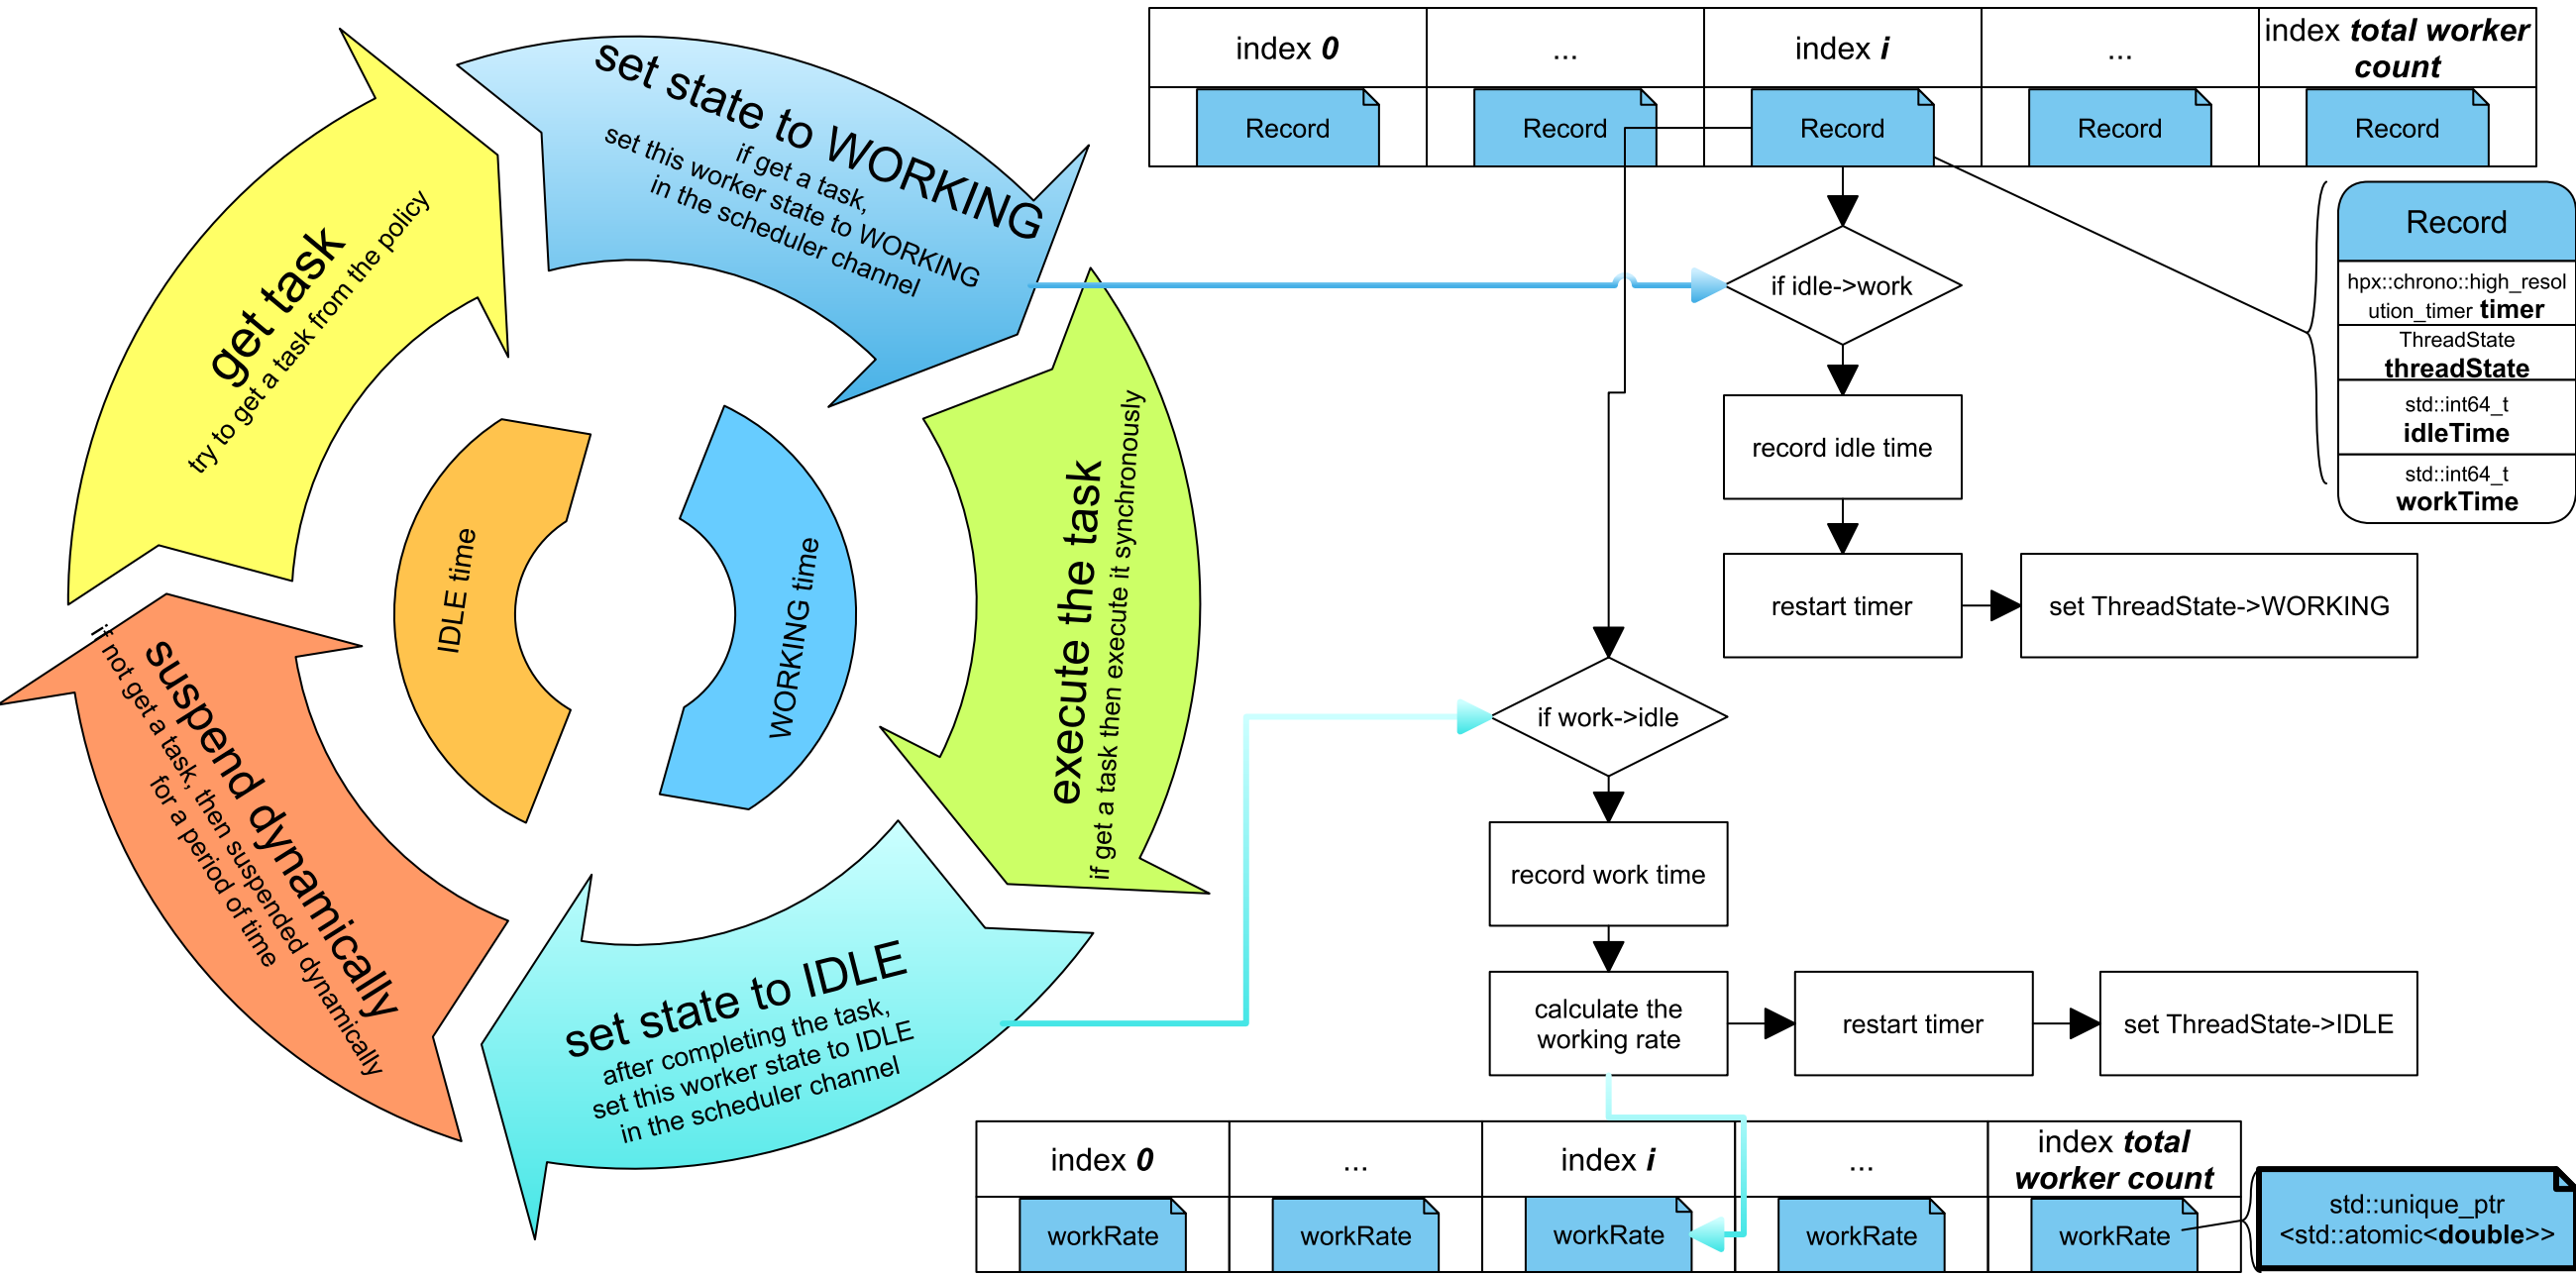 set state to WORKING
if get a task,
set this worker state to WORKING
in the scheduler channel
get task
try to get a task from the policy
execute the task
if get a task then execute it synchronously
IDLE time
WORKING time
suspend dynamically
if not get a task, then suspended dynamically
for a period of time
set state to IDLE
after completing the task,
set this worker state to IDLE
in the scheduler channel
index 0
...
index i
...
index total worker
count
Record
Record
Record
Record
Record
if idle->work
record idle time
restart timer
set ThreadState->WORKING
Record
hpx::chrono::high_resol
ution_timer timer
ThreadState
threadState
std::int64_t
idleTime
std::int64_t
workTime
if work->idle
record work time
calculate the
working rate
restart timer
set ThreadState->IDLE
index 0
...
index i
...
index total
worker count
workRate
workRate
workRate
workRate
workRate
std::unique_ptr
<std::atomic<double>>